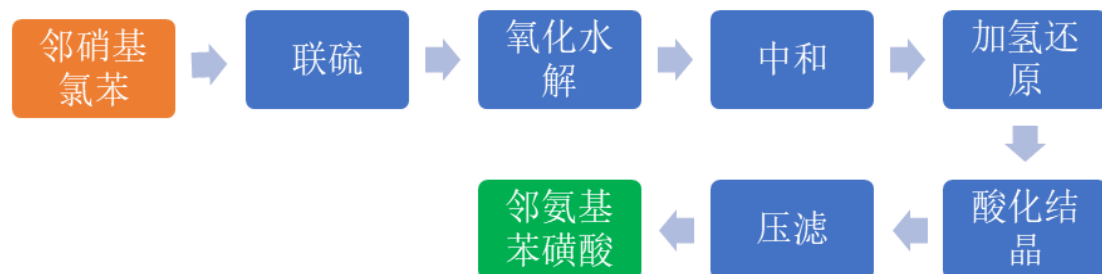 邻硝基
氯苯
联硫
氧化水
解
中和
加氢还
原
酸化结
晶
压滤
邻氨基
苯磺酸